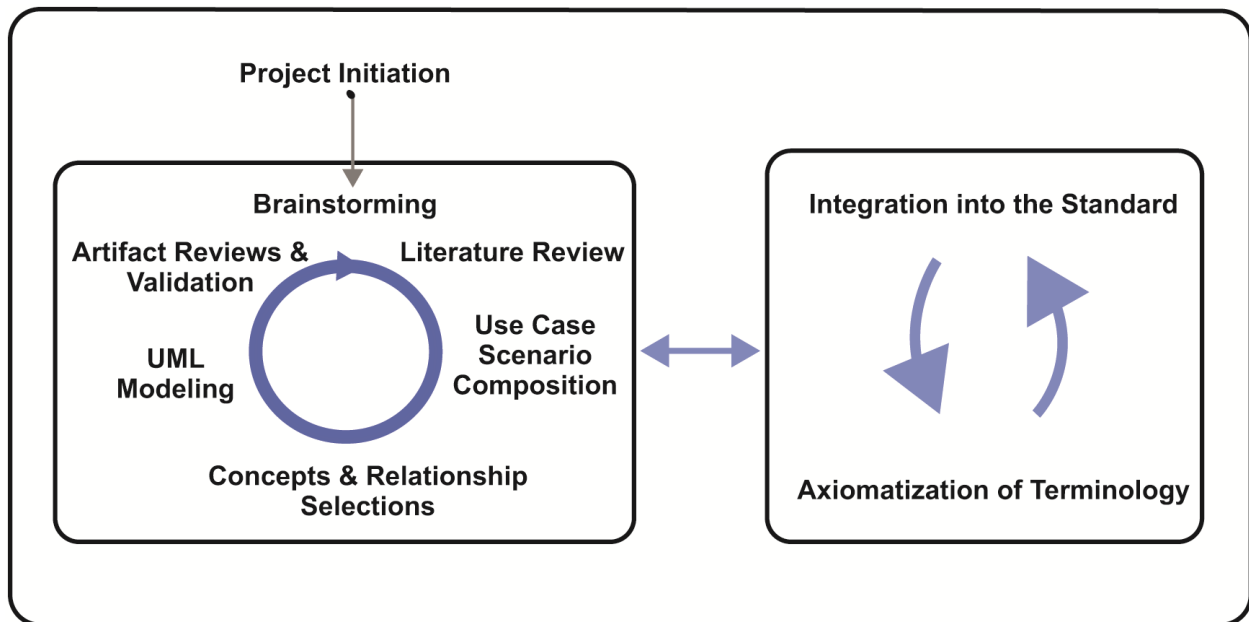 Project Initiation
Brainstorming
Artifact Reviews &
Validation
Literature Review
UML
Modeling
Use Case
Scenario
Composition
Concepts & Relationship
Selections
Integration into the Standard
Axiomatization of Terminology